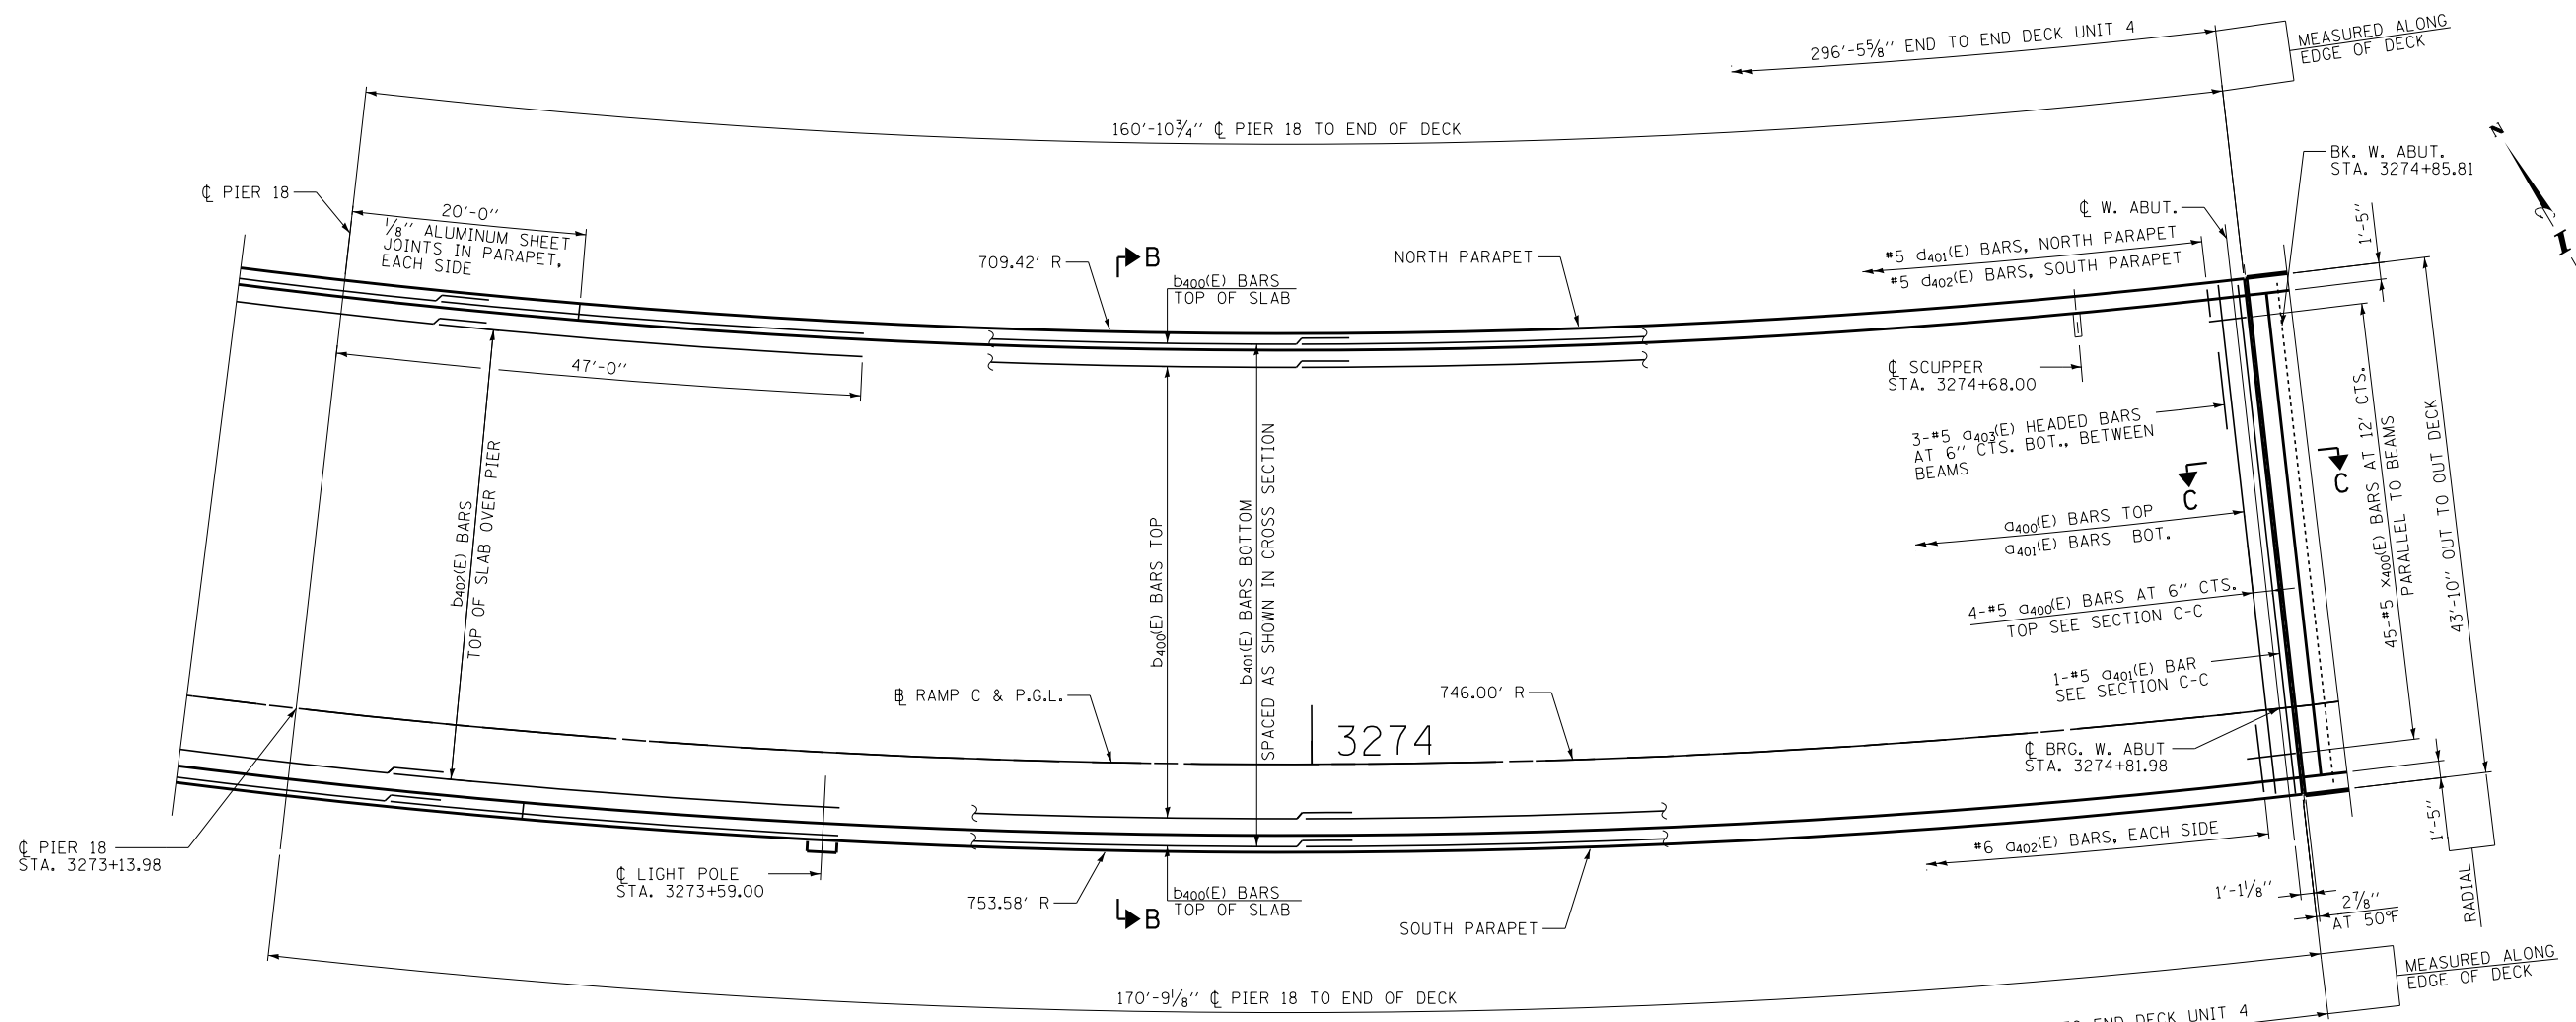 296'-5⅝" END TO END DECK UNIT 4
MEASURED ALONG
EDGE OF DECK
160'-10¾" ℄ PIER 18 TO END OF DECK
N
BK. W. ABUT.
STA. 3274+85.81
℄ PIER 18
20'-0"
⅛" ALUMINUM SHEET
JOINTS IN PARAPET,
EACH SIDE
709.42' R
B
b400(E) BARS
TOP OF SLAB
NORTH PARAPET
℄ W. ABUT.
#5 d401(E) BARS, NORTH PARAPET
#5 d402(E) BARS, SOUTH PARAPET
1'-5"
47'-0"
℄ SCUPPER
STA. 3274+68.00
3-#5 a403(E) HEADED BARS
AT 6" CTS. BOT., BETWEEN
BEAMS
C
C
b402(E) BARS
TOP OF SLAB OVER PIER
b400(E) BARS TOP
b401(E) BARS BOTTOM
SPACED AS SHOWN IN CROSS SECTION
a400(E) BARS TOP
a401(E) BARS BOT.
4-#5 a400(E) BARS AT 6" CTS.
TOP SEE SECTION C-C
1-#5 a401(E) BAR
SEE SECTION C-C
45-#5 x400(E) BARS AT 12' CTS.
PARALLEL TO BEAMS
43'-10" OUT TO OUT DECK
℄ RAMP C & P.G.L.
746.00' R
3274
℄ BRG. W. ABUT
STA. 3274+81.98
℄ PIER 18
STA. 3273+13.98
℄ LIGHT POLE
STA. 3273+59.00
753.58' R
B
b400(E) BARS
TOP OF SLAB
SOUTH PARAPET
#6 a402(E) BARS, EACH SIDE
1'-5"
1'-1⅛"
2⅞"
AT 50°F
RADIAL
170'-9⅛" ℄ PIER 18 TO END OF DECK
MEASURED ALONG
EDGE OF DECK
END DECK UNIT 4